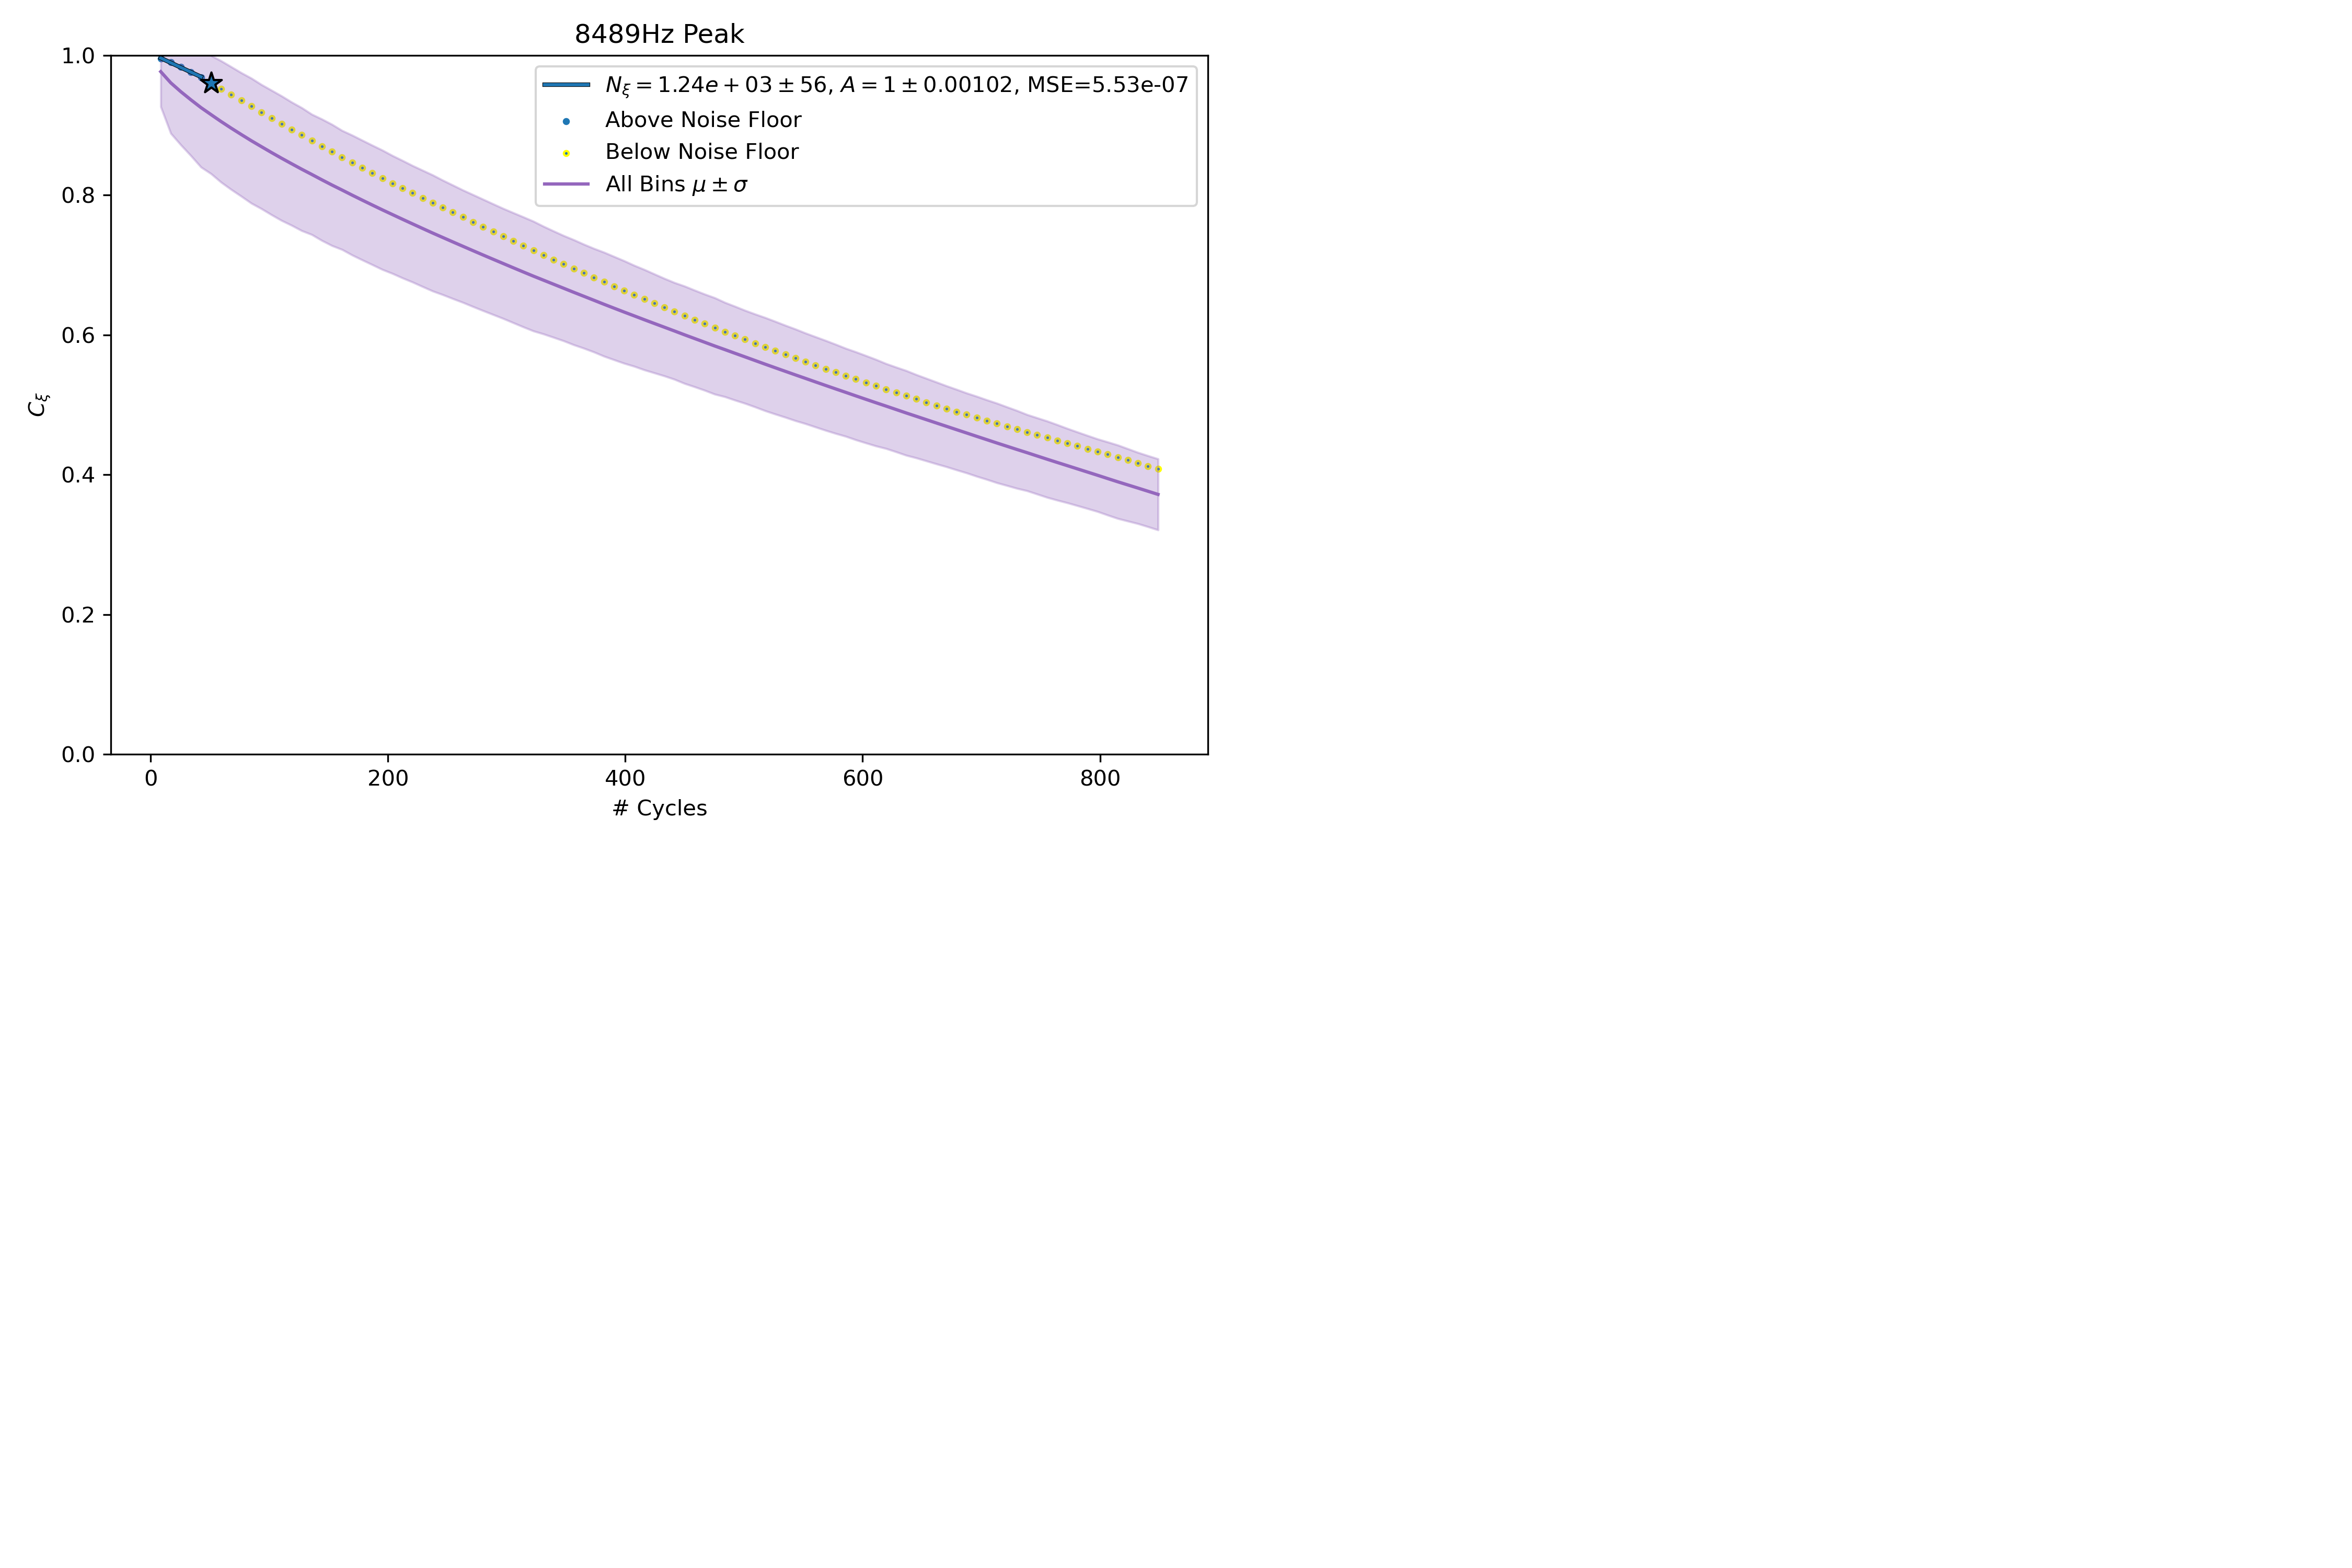 8489Hz Peak
1.0
0.8
0.6
0.4
0.2
0.0
C_ξ
N_ξ = 1.24e + 03 ± 56, A = 1 ± 0.00102, MSE=5.53e-07
Above Noise Floor
Below Noise Floor
All Bins μ ± σ
0 200 400 600 800
# Cycles